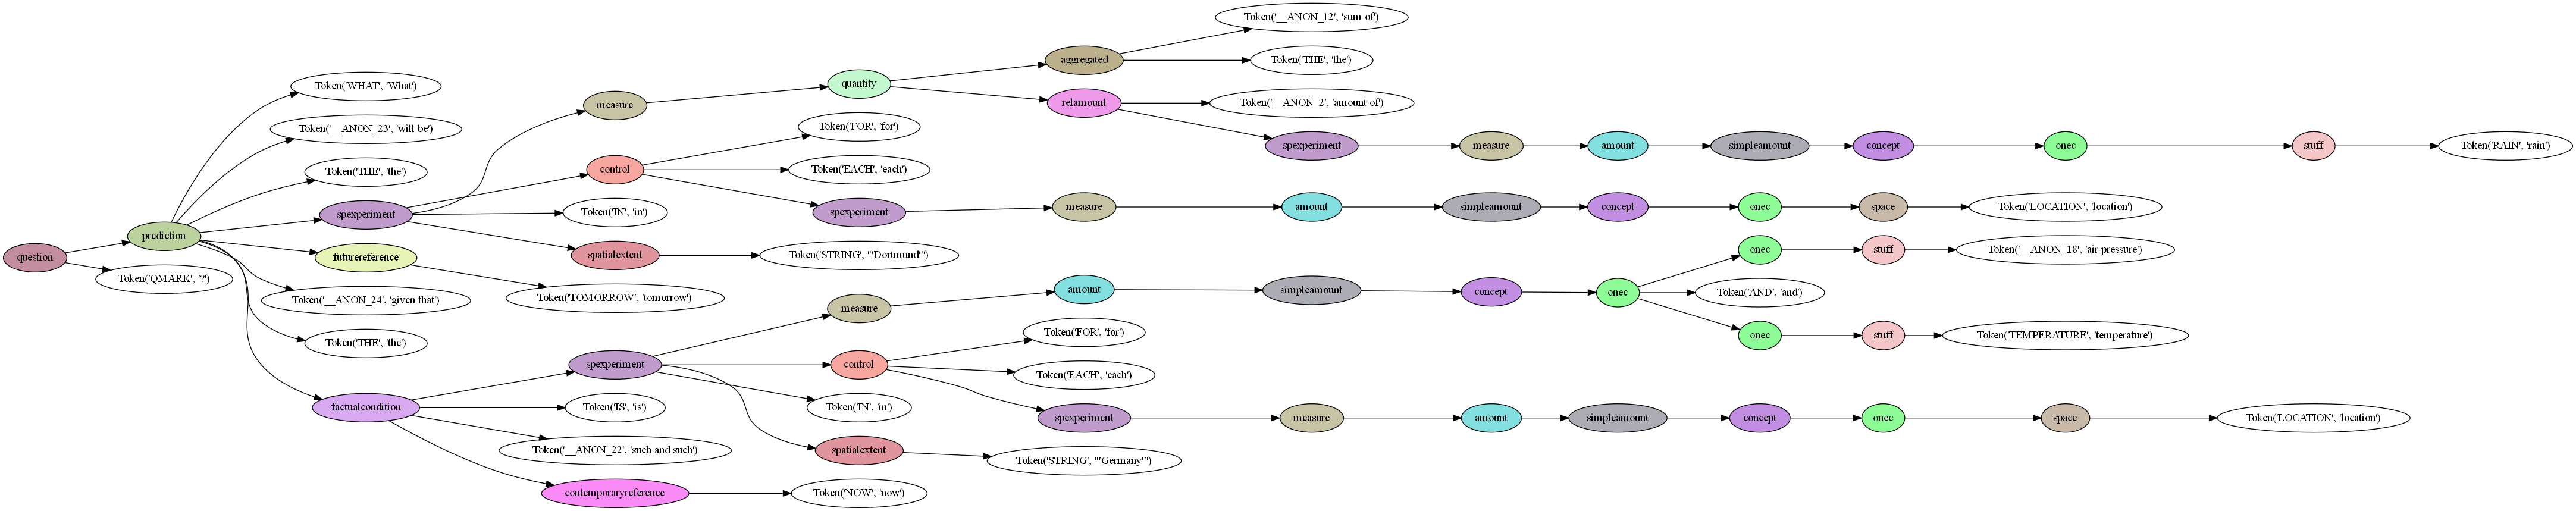 question
prediction
Token('QMARK', '?')
Token('WHAT', 'What')
Token('__ANON_23', 'will be')
Token('THE', 'the')
spexperiment
futurereference
Token('__ANON_24', 'given that')
Token('THE', 'the')
factualcondition
measure
control
Token('IN', 'in')
spatialextent
Token('TOMORROW', 'tomorrow')
spexperiment
Token('IS', 'is')
Token('__ANON_22', 'such and such')
contemporaryreference
quantity
Token('FOR', 'for')
Token('EACH', 'each')
spexperiment
Token('STRING', "'Dortmund'")
measure
control
Token('IN', 'in')
spatialextent
Token('NOW', 'now')
aggregated
relamount
measure
amount
Token('FOR', 'for')
Token('EACH', 'each')
spexperiment
Token('STRING', "'Germany'")
Token('__ANON_12', 'sum of')
Token('THE', 'the')
Token('__ANON_2', 'amount of')
spexperiment
amount
simpleamount
measure
measure
simpleamount
concept
amount
amount
concept
onec
simpleamount
simpleamount
onec
onec
Token('AND', 'and')
onec
concept
concept
space
stuff
stuff
onec
onec
Token('LOCATION', 'location')
Token('__ANON_18', 'air pressure')
Token('TEMPERATURE', 'temperature')
space
stuff
Token('LOCATION', 'location')
Token('RAIN', 'rain')